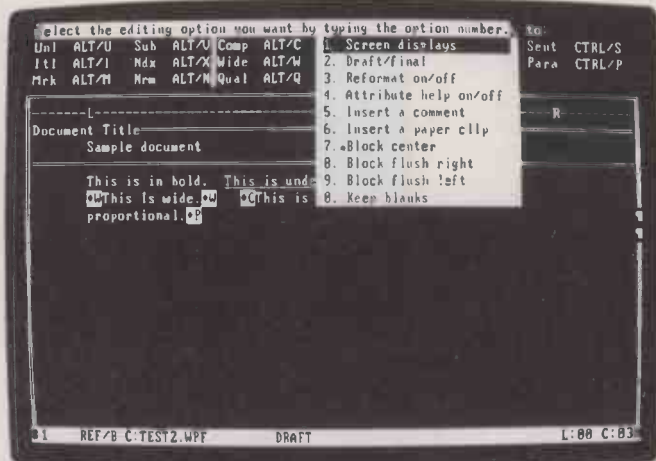 Select the editing option you want by typing the option number. to:
Unl ALT/U Sub ALT/V Comp ALT/C Sent CTRL/S
Itl ALT/I Ndx ALT/X Wide ALT/W Para CTRL/P
Mrk ALT/M Nrm ALT/N Qual ALT/Q
1. Screen displays
2. Draft/final
3. Reformat on/off
4. Attribute help on/off
5. Insert a comment
6. Insert a paper clip
7. Block center
8. Block flush right
9. Block flush left
0. Keep blanks
L R
Document Title
Sample document
This is in bold. This is unde
♦WThis is wide.♦W ♦CThis is
proportional.♦P
1 REF/B C:TEST2.WPF DRAFT L:00 C:03